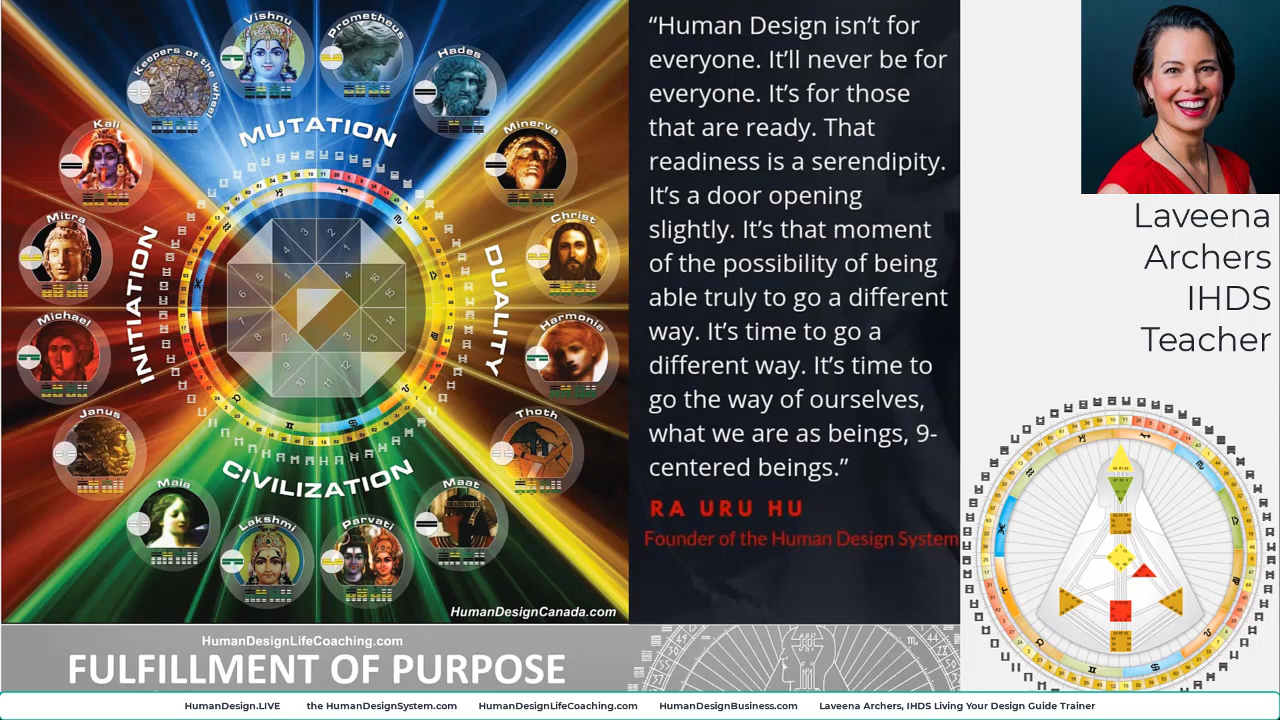 Vishnu
Prometheus
Keepers of the wheel
Hades
Kali
Minerva
Mitra
Christ
Michael
Harmonia
Janus
Thoth
Maia
Maat
Lakshmi
Parvati
MUTATION
INITIATION
DUALITY
CIVILIZATION
HumanDesignCanada.com
HumanDesignLifeCoaching.com
FULFILLMENT OF PURPOSE
“Human Design isn’t for
everyone. It’ll never be for
everyone. It’s for those
that are ready. That
readiness is a serendipity.
It’s a door opening
slightly. It’s that moment
of the possibility of being
able truly to go a different
way. It’s time to go a
different way. It’s time to
go the way of ourselves,
what we are as beings, 9-
centered beings.”
RA URU HU
Founder of the Human Design System
Laveena
Archers
IHDS
Teacher
HumanDesign.LIVE the HumanDesignSystem.com HumanDesignLifeCoaching.com HumanDesignBusiness.com Laveena Archers, IHDS Living Your Design Guide Trainer